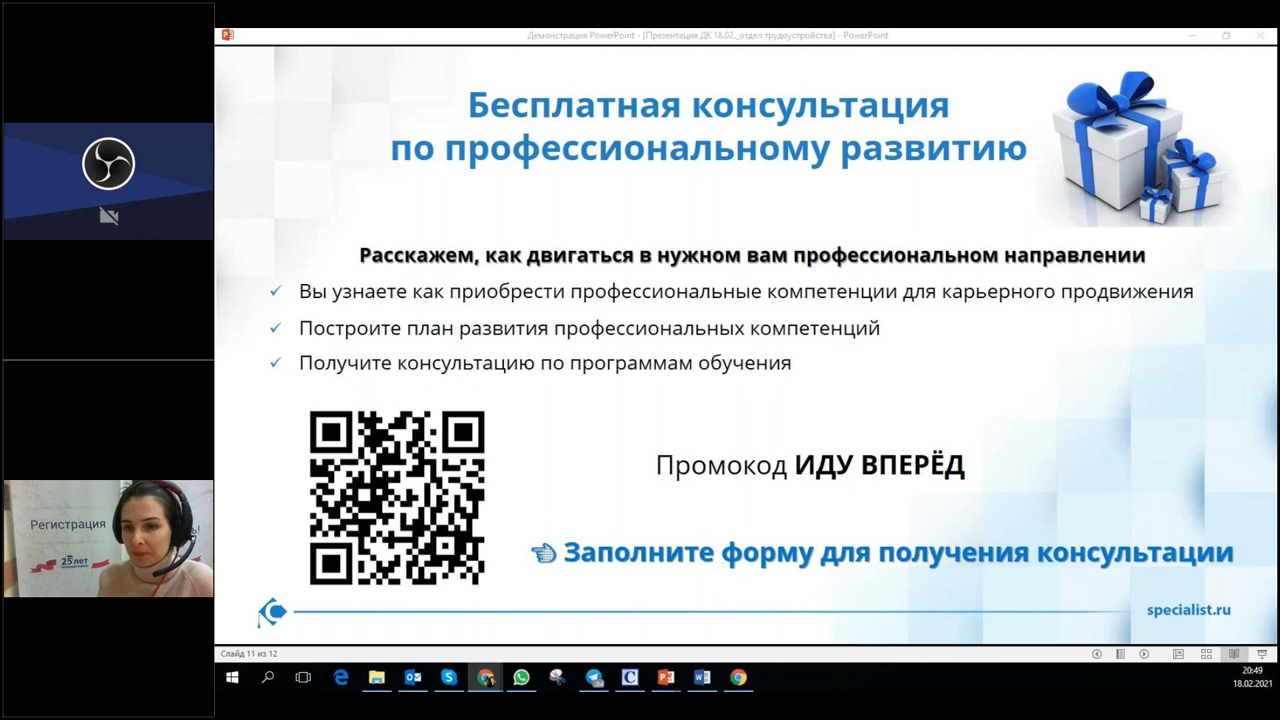 Демонстрация PowerPoint - [Презентация ДК 18.02._отдел трудоустройства] - PowerPoint
Бесплатная консультация
по профессиональному развитию
Расскажем, как двигаться в нужном вам профессиональном направлении
✓ Вы узнаете как приобрести профессиональные компетенции для карьерного продвижения
✓ Построите план развития профессиональных компетенций
✓ Получите консультацию по программам обучения
Промокод ИДУ ВПЕРЁД
Заполните форму для получения консультации
specialist.ru
Регистрация
25 лет
Слайд 11 из 12
20:49
18.02.2021